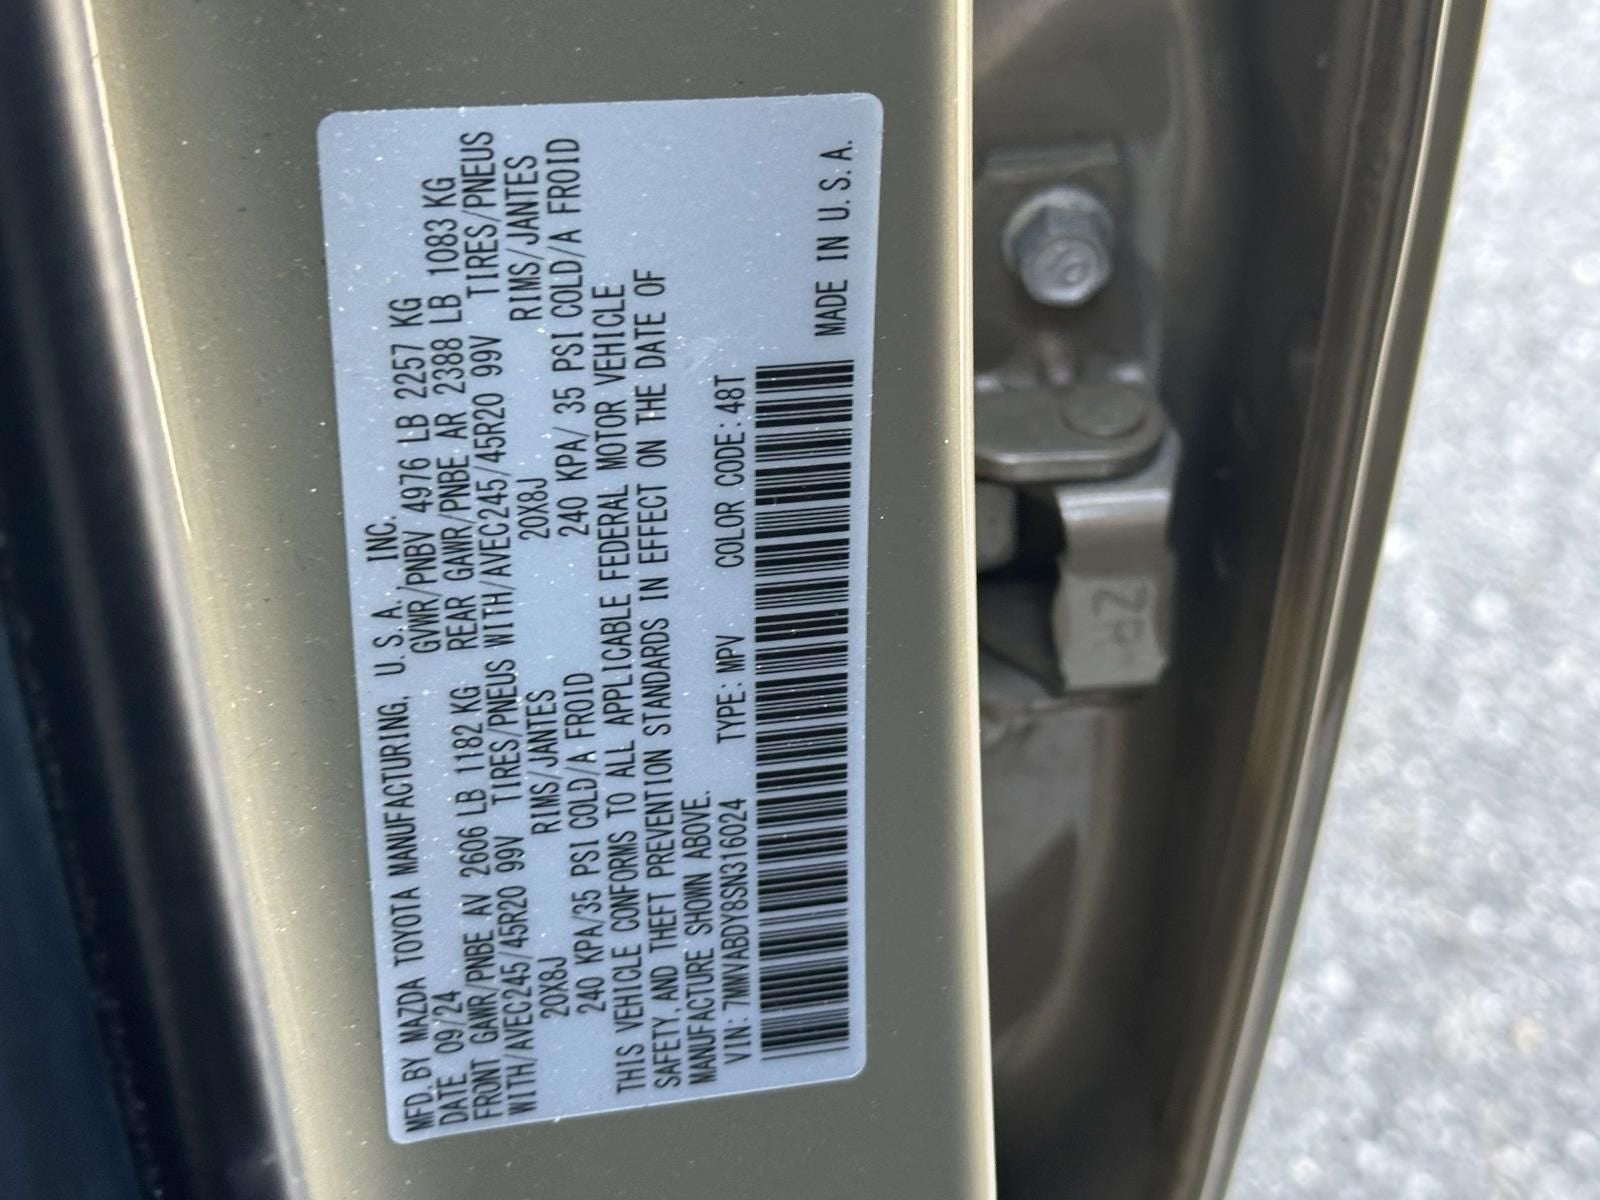 MFD. BY MAZDA TOYOTA MANUFACTURING, U. S. A. INC.
DATE 09/24 GVWR/PNBV 4976 LB 2257 KG
FRONT GAWR/PNBE AV 2606 LB 1182 KG REAR GAWR/PNBE AR 2388 LB 1083 KG
WITH/AVEC245/45R20 99V TIRES/PNEUS WITH/AVEC245/45R20 99V TIRES/PNEUS
20X8J RIMS/JANTES 20X8J RIMS/JANTES
240 KPA/35 PSI COLD/A FROID 240 KPA/ 35 PSI COLD/A FROID
THIS VEHICLE CONFORMS TO ALL APPLICABLE FEDERAL MOTOR VEHICLE
SAFETY, AND THEFT PREVENTION STANDARDS IN EFFECT ON THE DATE OF
MANUFACTURE SHOWN ABOVE.
VIN: 7MMVABDY8SN316024 TYPE: MPV COLOR CODE: 48T
MADE IN U. S. A.